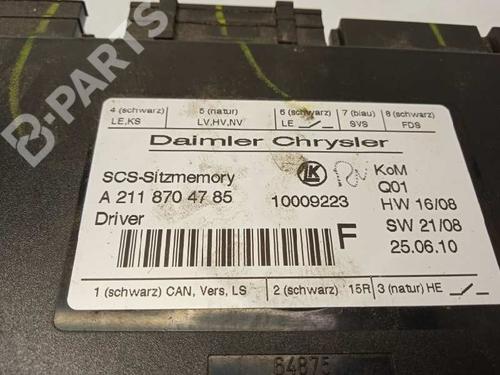 B-PARTS
4 (schwarz)
LE,KS
5 (natur)
LV,HV,NV
6 (schwarz)
LE
7 (blau)
SVS
8 (schwarz)
FDS
Daimler Chrysler
SCS-Sitzmemory
LK
KoM
A 211 870 47 85
10009223
Q01
Driver
HW 16/08
F
SW 21/08
25.06.10
1 (schwarz) CAN, Vers, LS
2 (schwarz) 15R
3 (natur) HE
64875